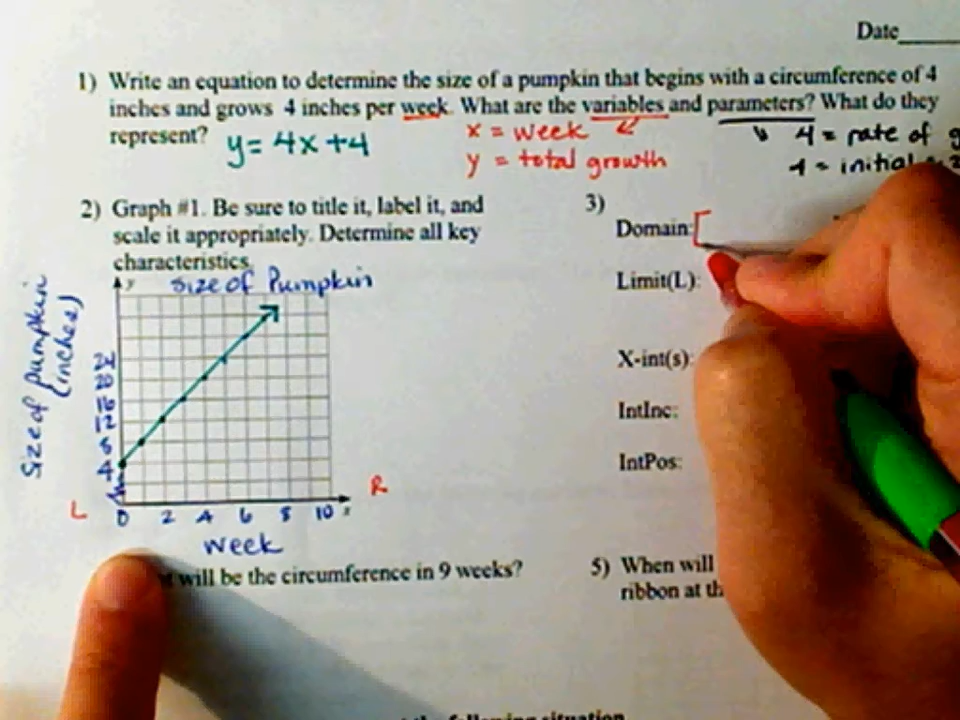 Date
1) Write an equation to determine the size of a pumpkin that begins with a circumference of 4
inches and grows 4 inches per week. What are the variables and parameters? What do they
represent? y = 4x + 4
x = week
y = total growth
4 = rate of g
4 = initial
2) Graph #1. Be sure to title it, label it, and
scale it appropriately. Determine all key
characteristics.
Size of Pumpkin
y
Size of pumpkin
(inches)
24
20
16
12
8
4
L
0 2 4 6 8 10 x
R
week
3)
Domain: [
Limit(L):
X-int(s):
IntInc:
IntPos:
will be the circumference in 9 weeks?
5) When will
ribbon at th
the following situation